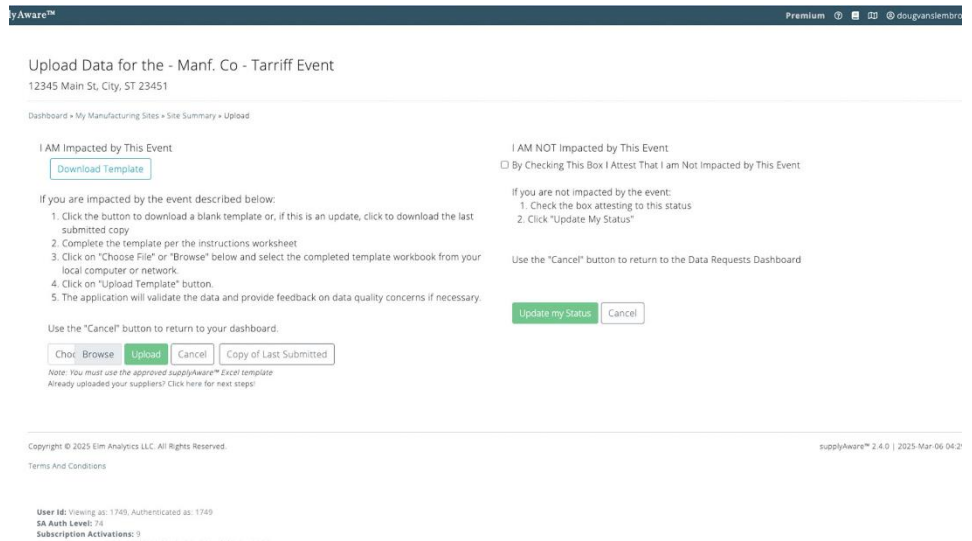 lyAware™
Premium dougvanslembro
Upload Data for the - Manf. Co - Tarriff Event
12345 Main St, City, ST 23451
Dashboard » My Manufacturing Sites » Site Summary » Upload
I AM Impacted by This Event
Download Template
If you are impacted by the event described below:
1. Click the button to download a blank template or, if this is an update, click to download the last
submitted copy
2. Complete the template per the instructions worksheet
3. Click on "Choose File" or "Browse" below and select the completed template workbook from your
local computer or network.
4. Click on "Upload Template" button.
5. The application will validate the data and provide feedback on data quality concerns if necessary.
Use the "Cancel" button to return to your dashboard.
Choo Browse Upload Cancel Copy of Last Submitted
Note: You must use the approved supplyAware™ Excel template
Already uploaded your suppliers? Click here for next steps!
I AM NOT Impacted by This Event
By Checking This Box I Attest That I am Not Impacted by This Event
If you are not impacted by the event:
1. Check the box attesting to this status
2. Click "Update My Status"
Use the "Cancel" button to return to the Data Requests Dashboard
Update my Status Cancel
Copyright © 2025 Elm Analytics LLC. All Rights Reserved.
supplyAware™ 2.4.0 | 2025-Mar-06 04:29
Terms And Conditions
User Id: Viewing as: 1749, Authenticated as: 1749
SA Auth Level: 74
Subscription Activations: 9